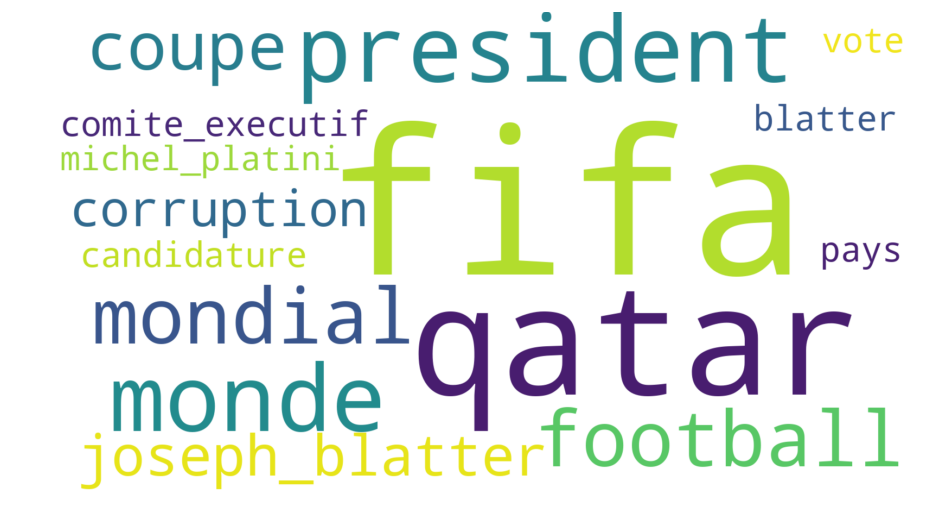 coupe president vote
comite_executif blatter
michel_platini
fifa
corruption
candidature pays
mondial qatar
monde
joseph_blatter football